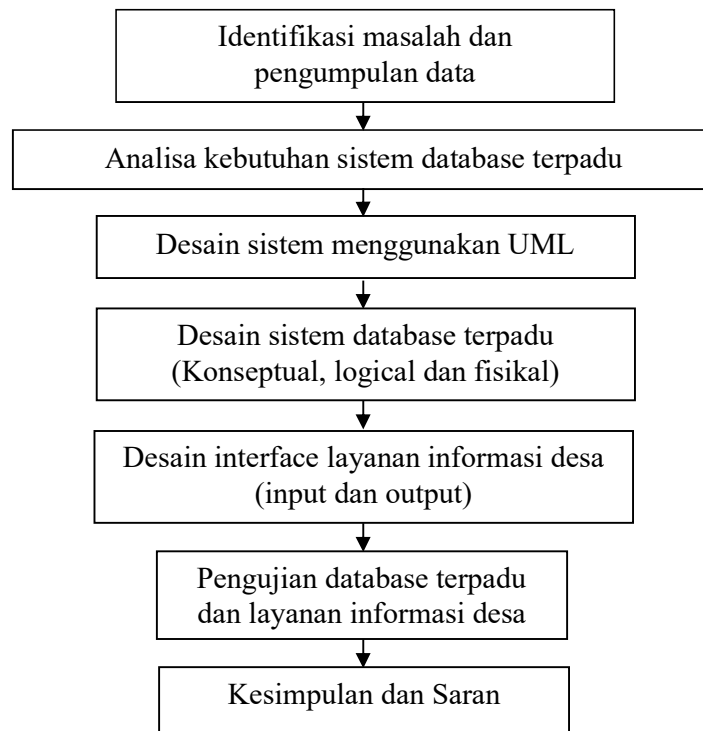 Identifikasi masalah dan
pengumpulan data
Analisa kebutuhan sistem database terpadu
Desain sistem menggunakan UML
Desain sistem database terpadu
(Konseptual, logical dan fisikal)
Desain interface layanan informasi desa
(input dan output)
Pengujian database terpadu
dan layanan informasi desa
Kesimpulan dan Saran